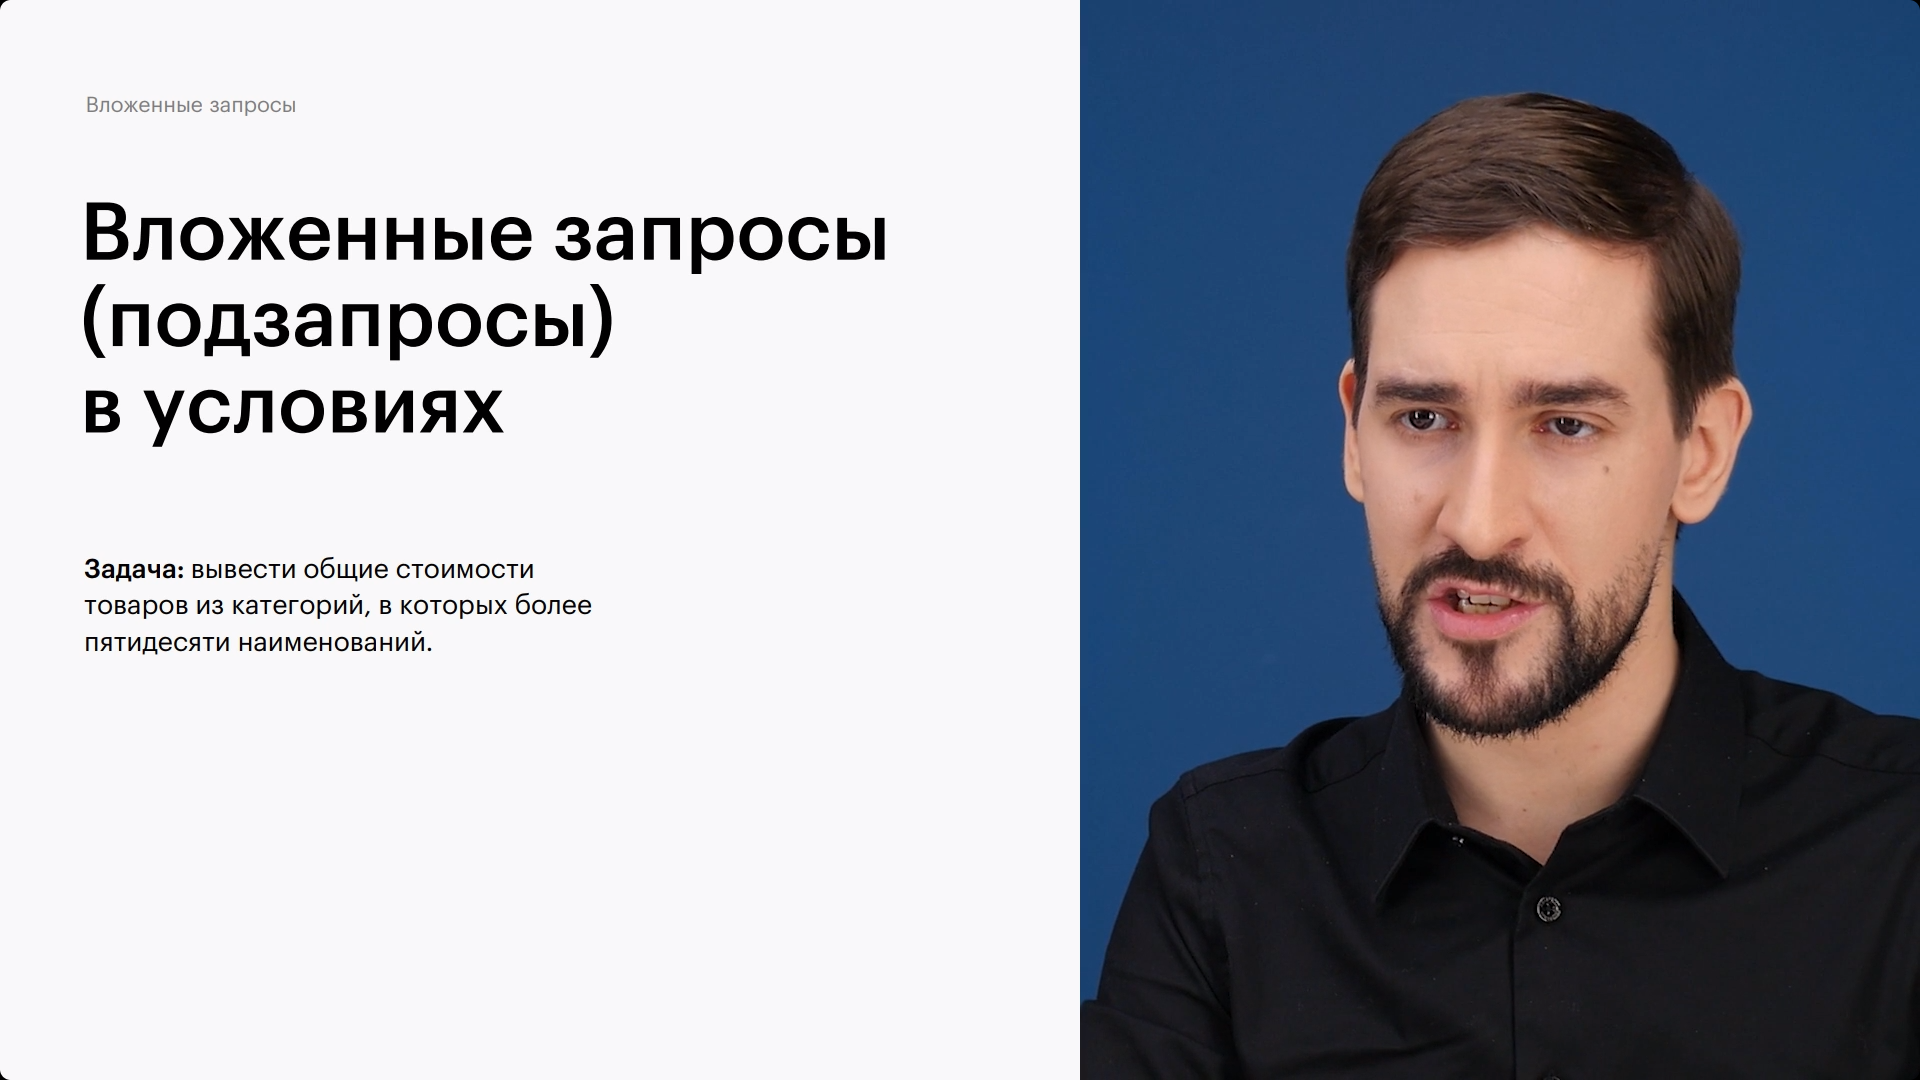 Вложенные запросы
Вложенные запросы
(подзапросы)
в условиях
Задача: вывести общие стоимости
товаров из категорий, в которых более
пятидесяти наименований.